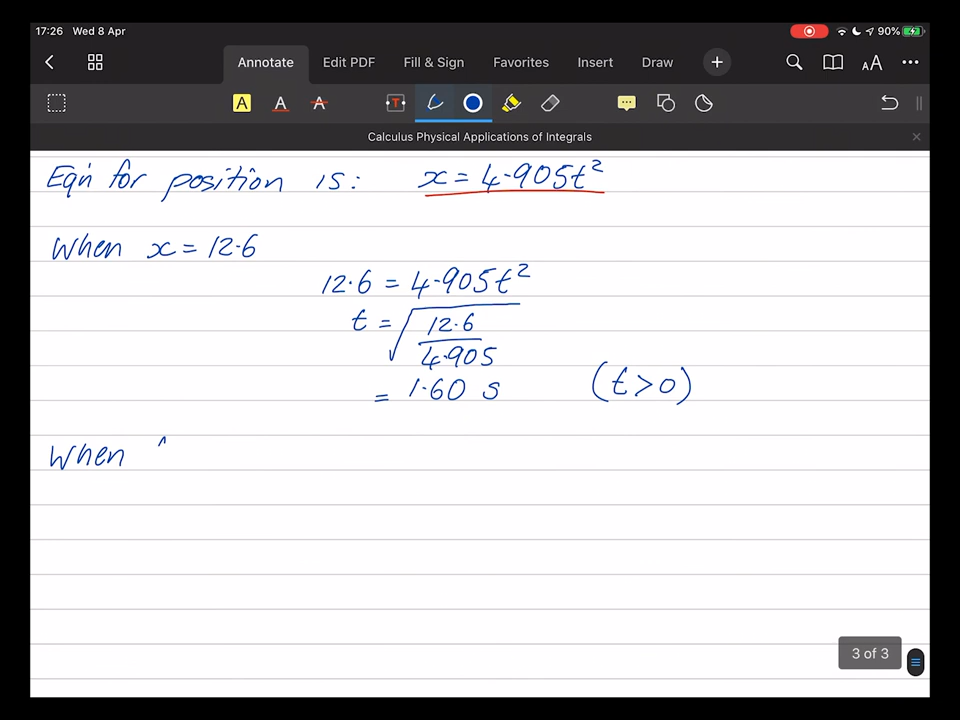 17:26 Wed 8 Apr 90%
Annotate Edit PDF Fill & Sign Favorites Insert Draw
A A A T
Calculus Physical Applications of Integrals
Eqn for position is: x = 4.905t²
When x = 12.6
12.6 = 4.905t²
t = √(12.6/4.905)
= 1.60 s (t > 0)
When
3 of 3